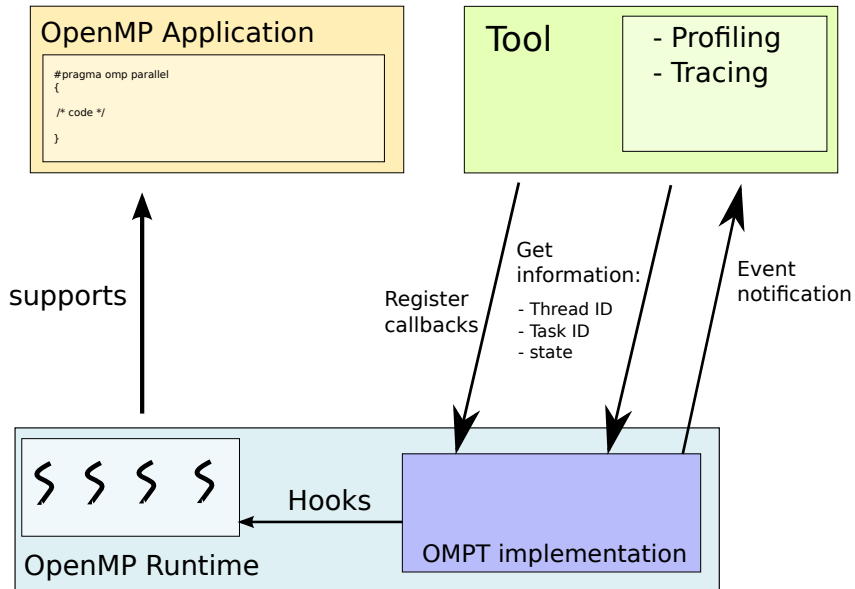 OpenMP Application
#pragma omp parallel
{
/* code */
}
Tool
- Profiling
- Tracing
supports
Register
callbacks
Get
information:
- Thread ID
- Task ID
- state
Event
notification
Hooks
OpenMP Runtime
OMPT implementation